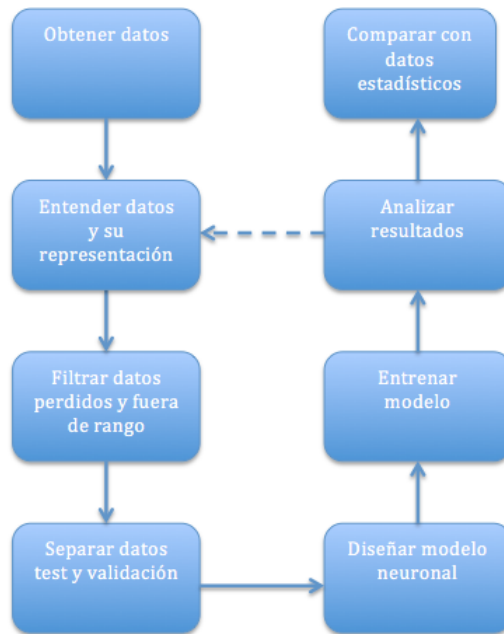 Obtener datos
Entender datos
y su
representación
Filtrar datos
perdidos y fuera
de rango
Separar datos
test y validación
Diseñar modelo
neuronal
Entrenar
modelo
Analizar
resultados
Comparar con
datos
estadísticos